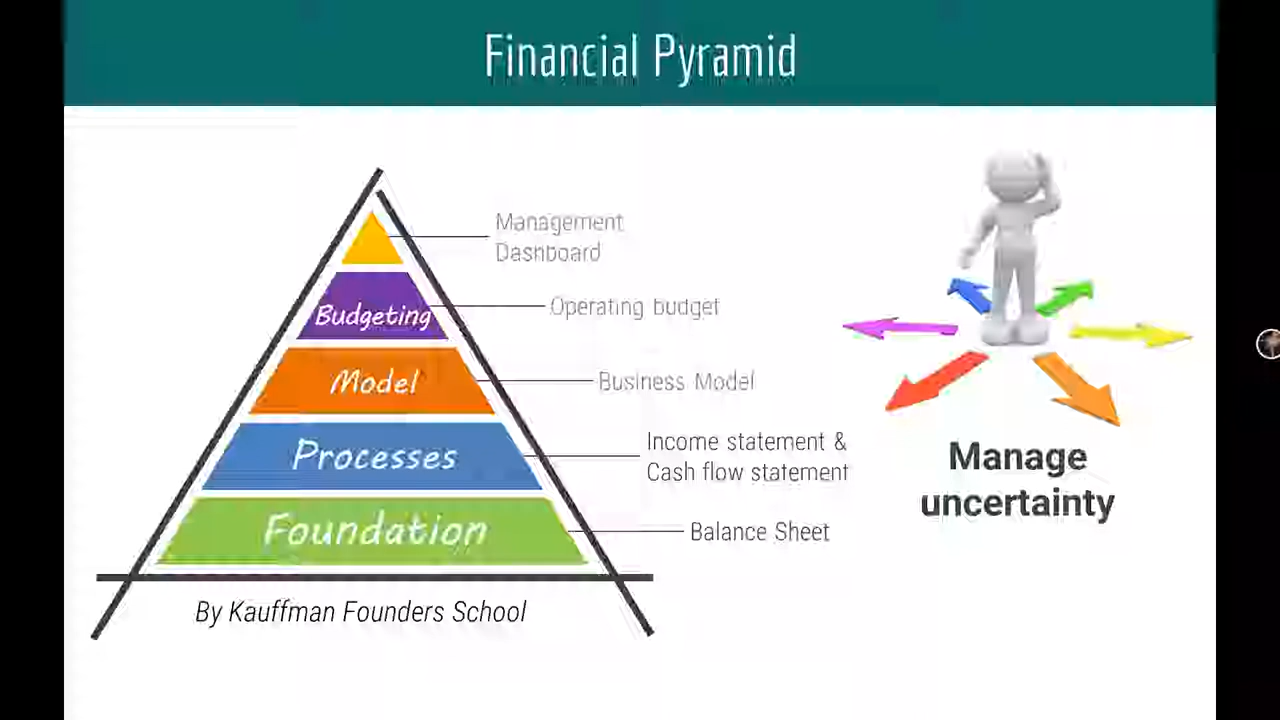 Financial Pyramid
Management
Dashboard
Budgeting
Operating budget
Model
Business Model
Processes
Income statement &
Cash flow statement
Foundation
Balance Sheet
By Kauffman Founders School
Manage
uncertainty